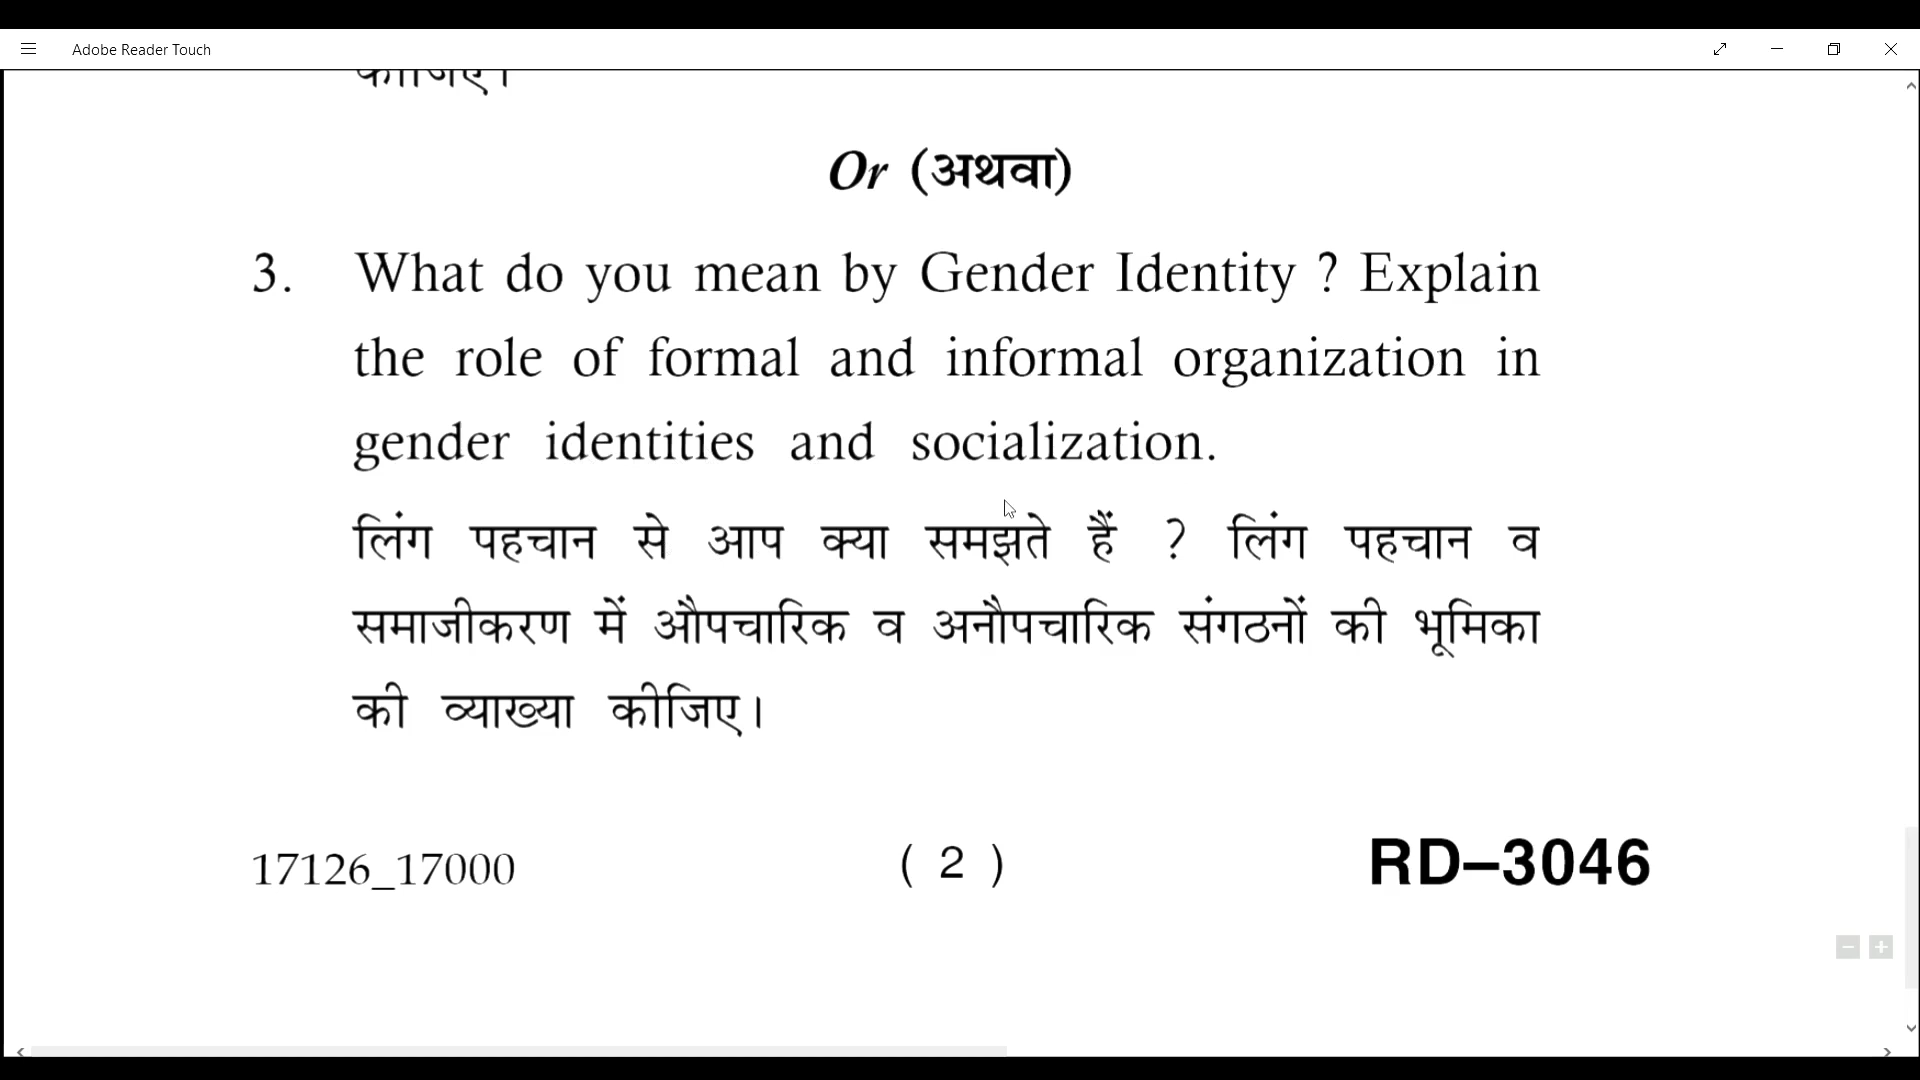 Adobe Reader Touch
कीजिए।
Or (अथवा)
3. What do you mean by Gender Identity ? Explain
the role of formal and informal organization in
gender identities and socialization.
लिंग पहचान से आप क्या समझते हैं ? लिंग पहचान व
समाजीकरण में औपचारिक व अनौपचारिक संगठनों की भूमिका
की व्याख्या कीजिए।
17126_17000 ( 2 ) RD–3046